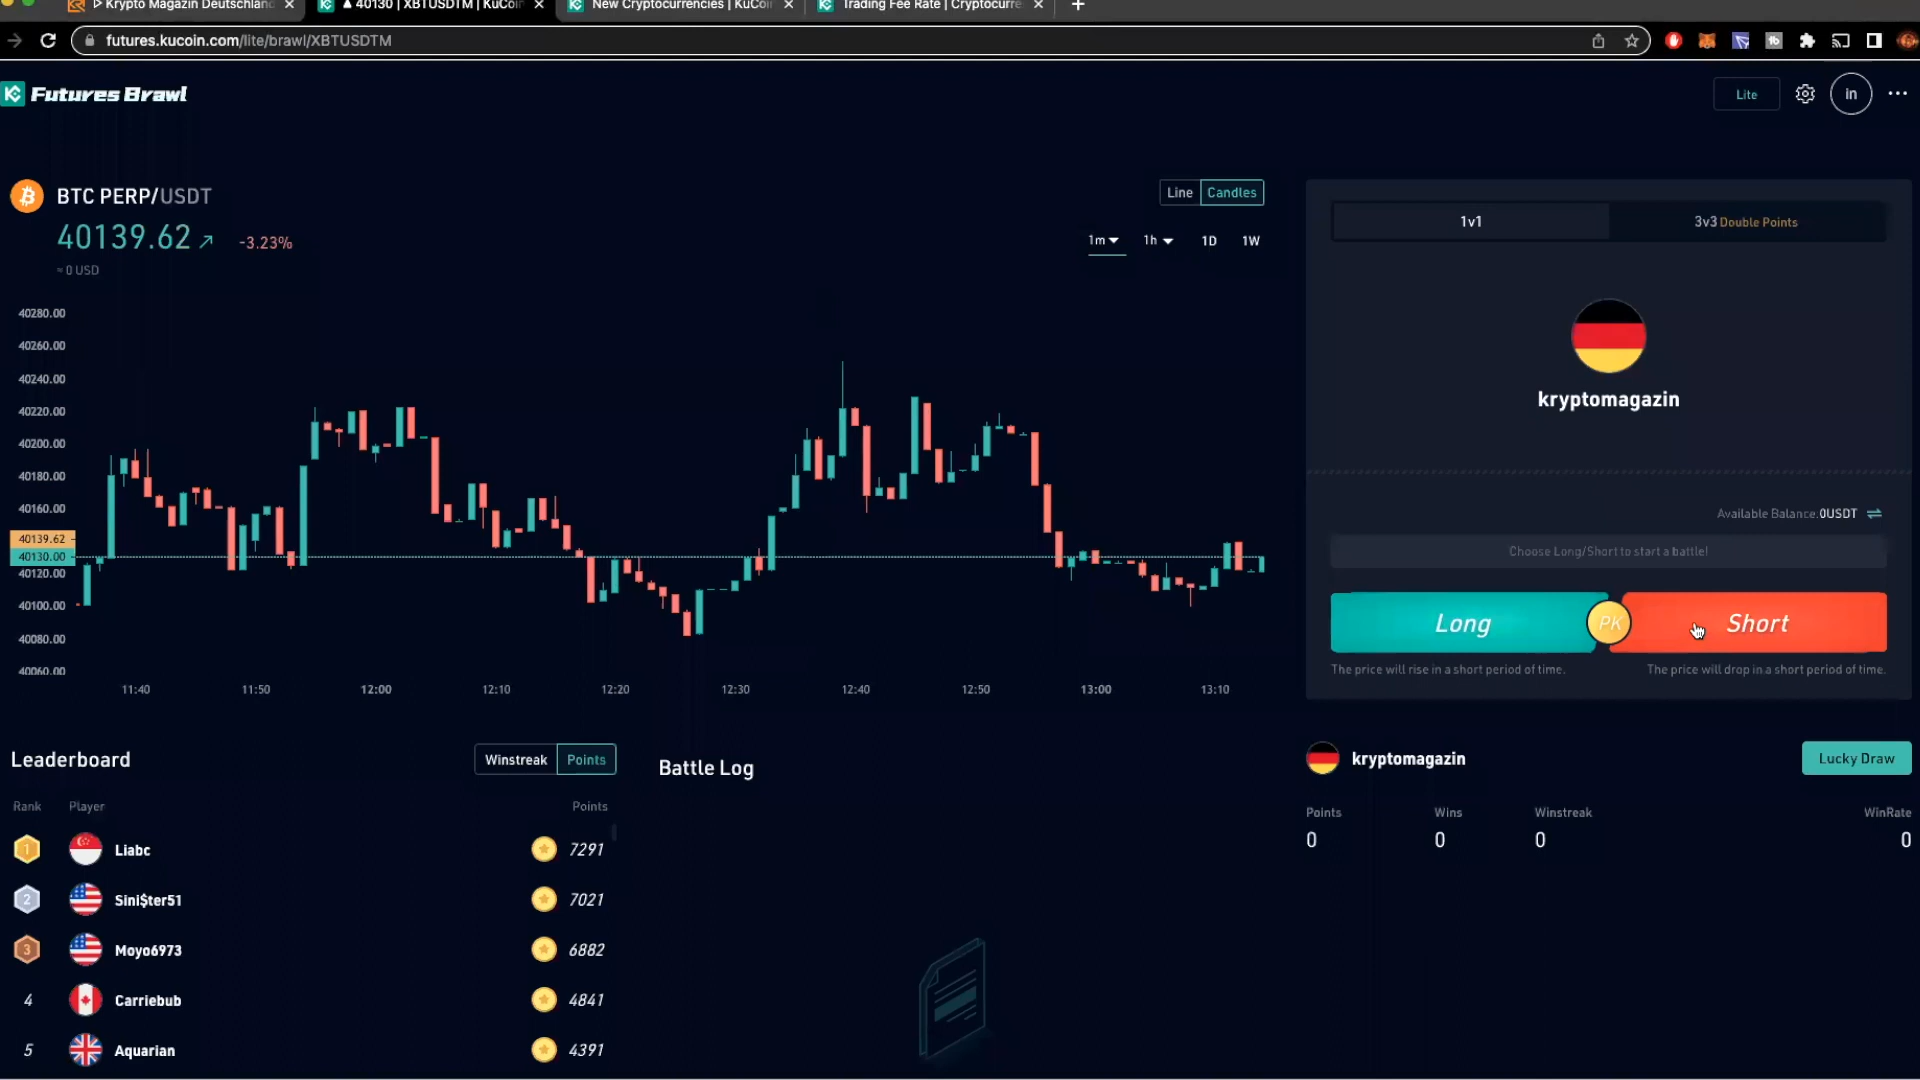 Krypto Magazin Deutschland
40130 | XBTUSDTM | KuCoin
New Cryptocurrencies | KuCoin
Trading Fee Rate | Cryptocurre
futures.kucoin.com/lite/brawl/XBTUSDTM
Futures Brawl
Lite
in
BTC PERP/USDT
40139.62
-3.23%
≈ 0 USD
Line
Candles
1m
1h
1D
1W
40280.00
40260.00
40240.00
40220.00
40200.00
40180.00
40160.00
40139.62
40130.00
40120.00
40100.00
40080.00
40060.00
11:40
11:50
12:00
12:10
12:20
12:30
12:40
12:50
13:00
13:10
1v1
3v3 Double Points
kryptomagazin
Available Balance.0USDT
Choose Long/Short to start a battle!
Long
PK
Short
The price will rise in a short period of time.
The price will drop in a short period of time.
Leaderboard
Winstreak
Points
Rank
Player
Points
1
Liabc
7291
2
Sini$ter51
7021
3
Moyo6973
6882
4
Carriebub
4841
5
Aquarian
4391
Battle Log
kryptomagazin
Lucky Draw
Points
Wins
Winstreak
WinRate
0
0
0
0